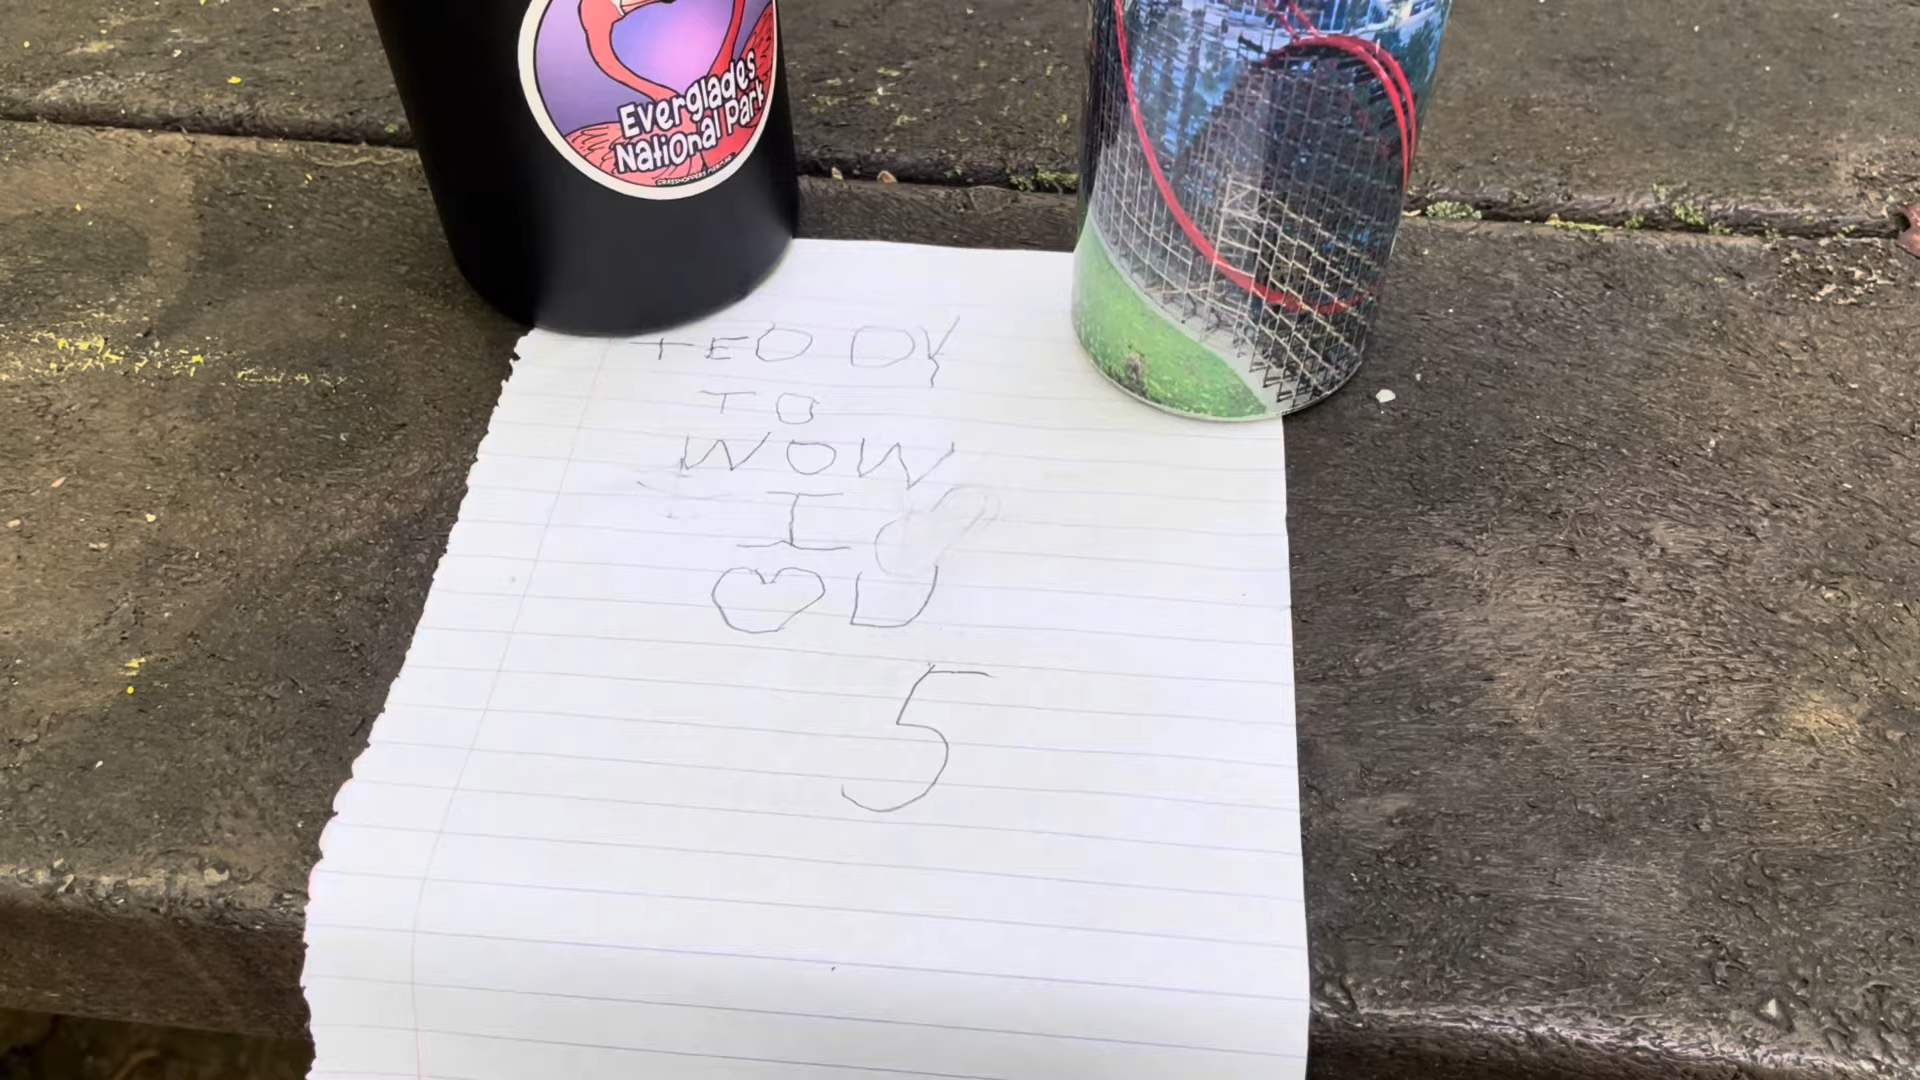 Everglades
National Park
TEDDY
TO
WOW
I
♡ U
5